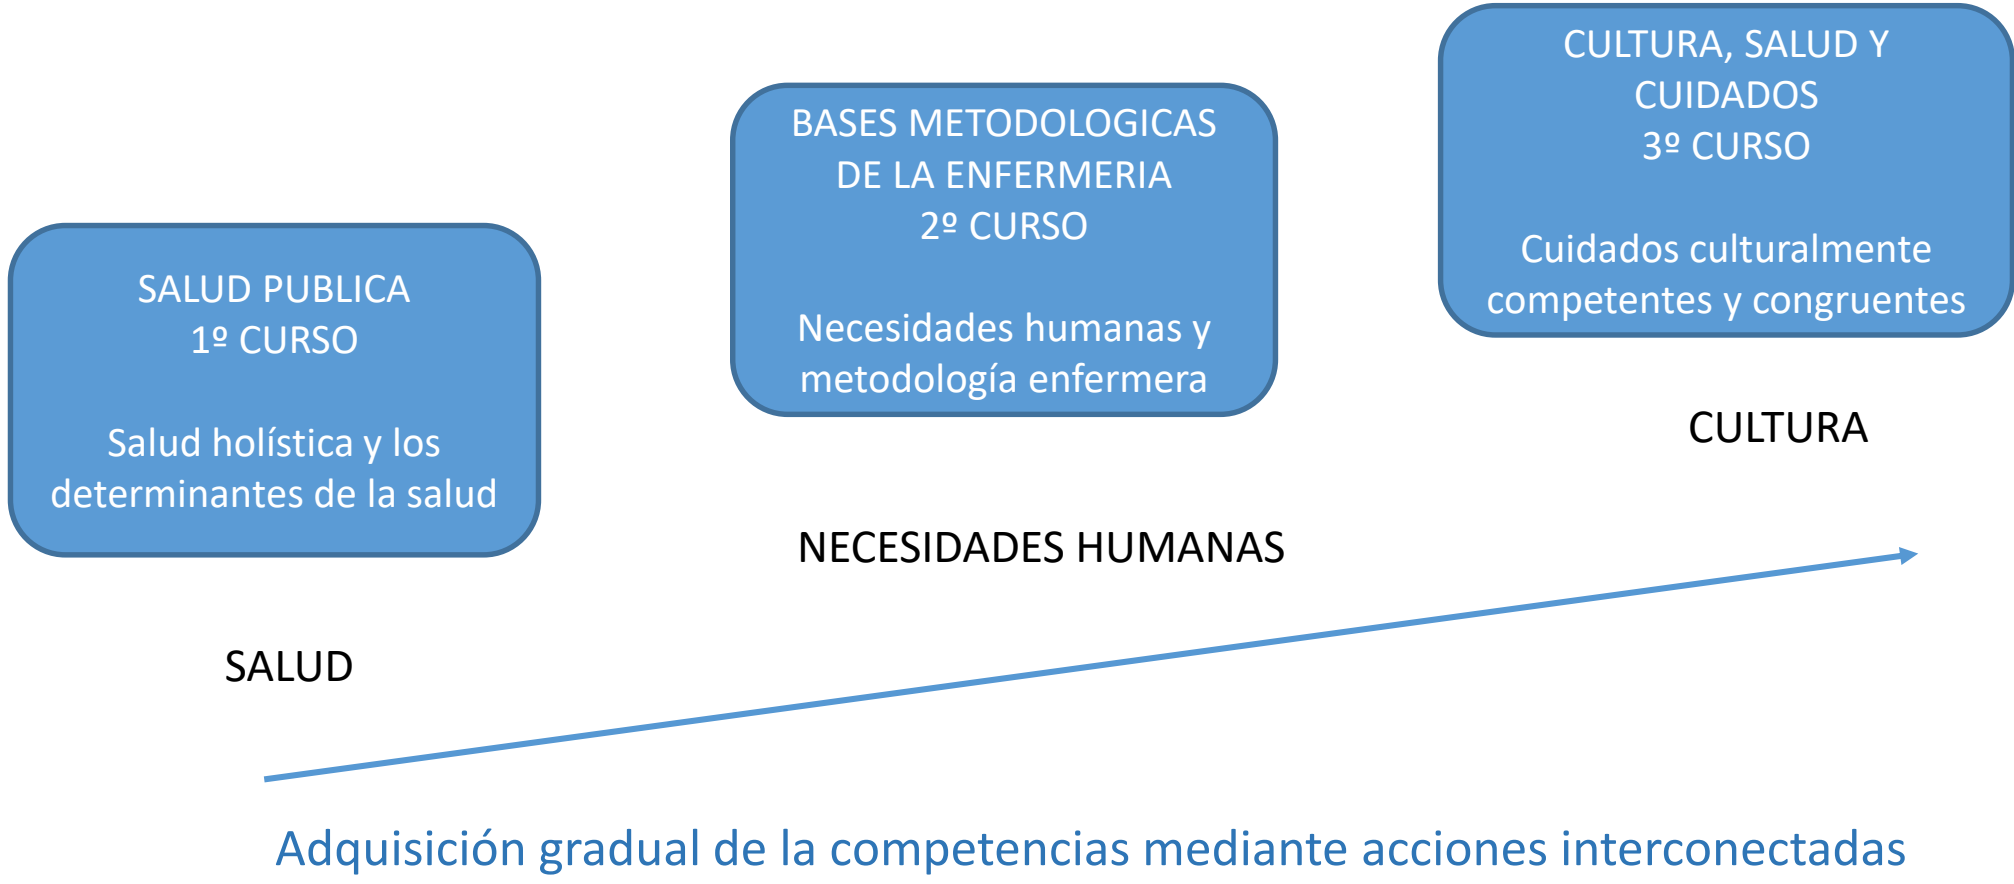 SALUD PUBLICA
1º CURSO
Salud holística y los
determinantes de la salud
SALUD
BASES METODOLOGICAS
DE LA ENFERMERIA
2º CURSO
Necesidades humanas y
metodología enfermera
NECESIDADES HUMANAS
CULTURA, SALUD Y
CUIDADOS
3º CURSO
Cuidados culturalmente
competentes y congruentes
CULTURA
Adquisición gradual de la competencias mediante acciones interconectadas